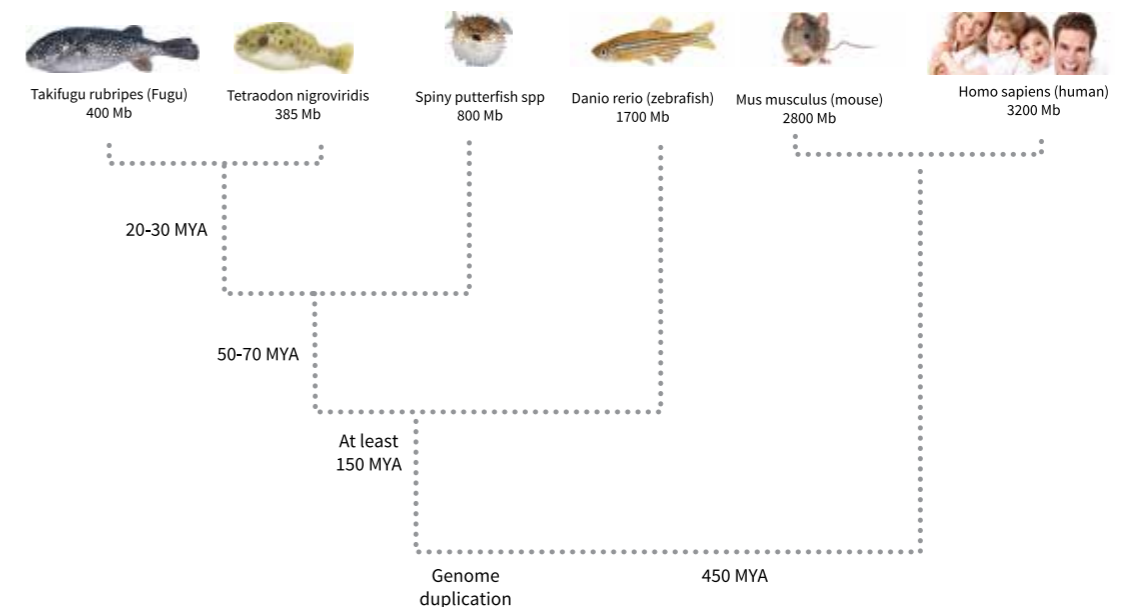 Takifugu rubripes (Fugu)
400 Mb
Tetraodon nigroviridis
385 Mb
Spiny putterfish spp
800 Mb
Danio rerio (zebrafish)
1700 Mb
Mus musculus (mouse)
2800 Mb
Homo sapiens (human)
3200 Mb
20-30 MYA
50-70 MYA
At least
150 MYA
Genome
duplication
450 MYA